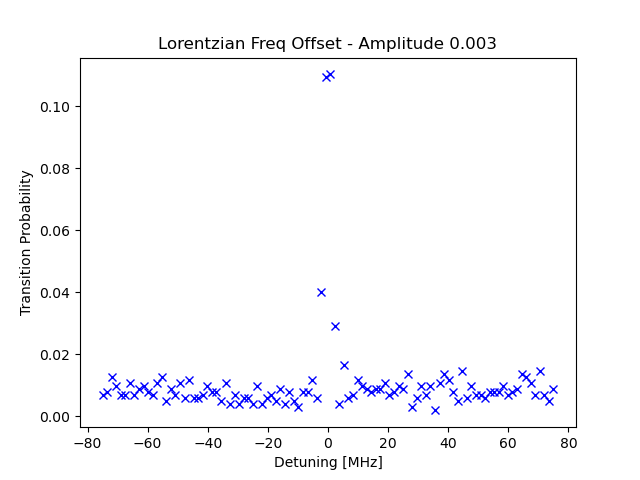 Lorentzian Freq Offset - Amplitude 0.003
0.10
0.08
0.06
0.04
0.02
0.00
Transition Probability
−80 −60 −40 −20 0 20 40 60 80
Detuning [MHz]